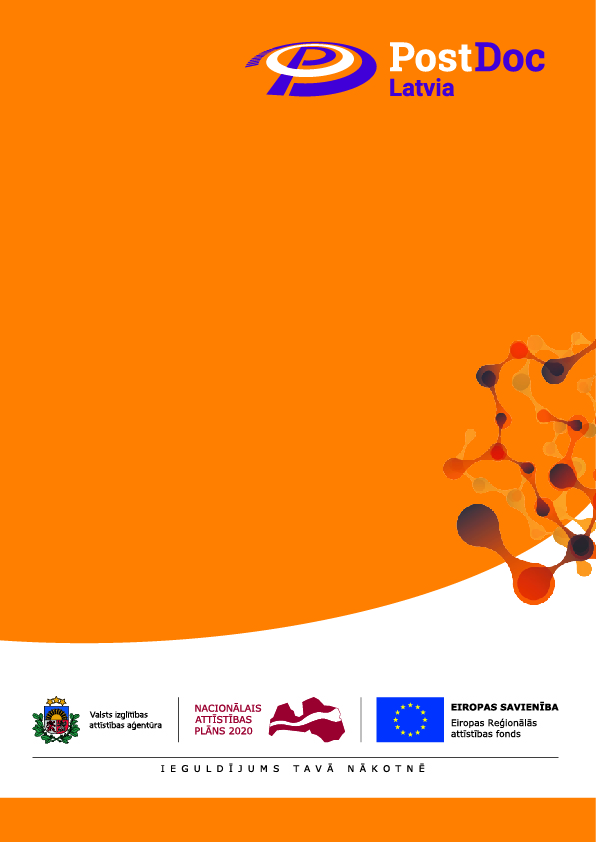 PostDoc
Latvia
Valsts izglītības
attīstības aģentūra
NACIONĀLAIS
ATTĪSTĪBAS
PLĀNS 2020
EIROPAS SAVIENĪBA
Eiropas Reģionālās
attīstības fonds
IEGULDĪJUMS TAVĀ NĀKOTNĒ